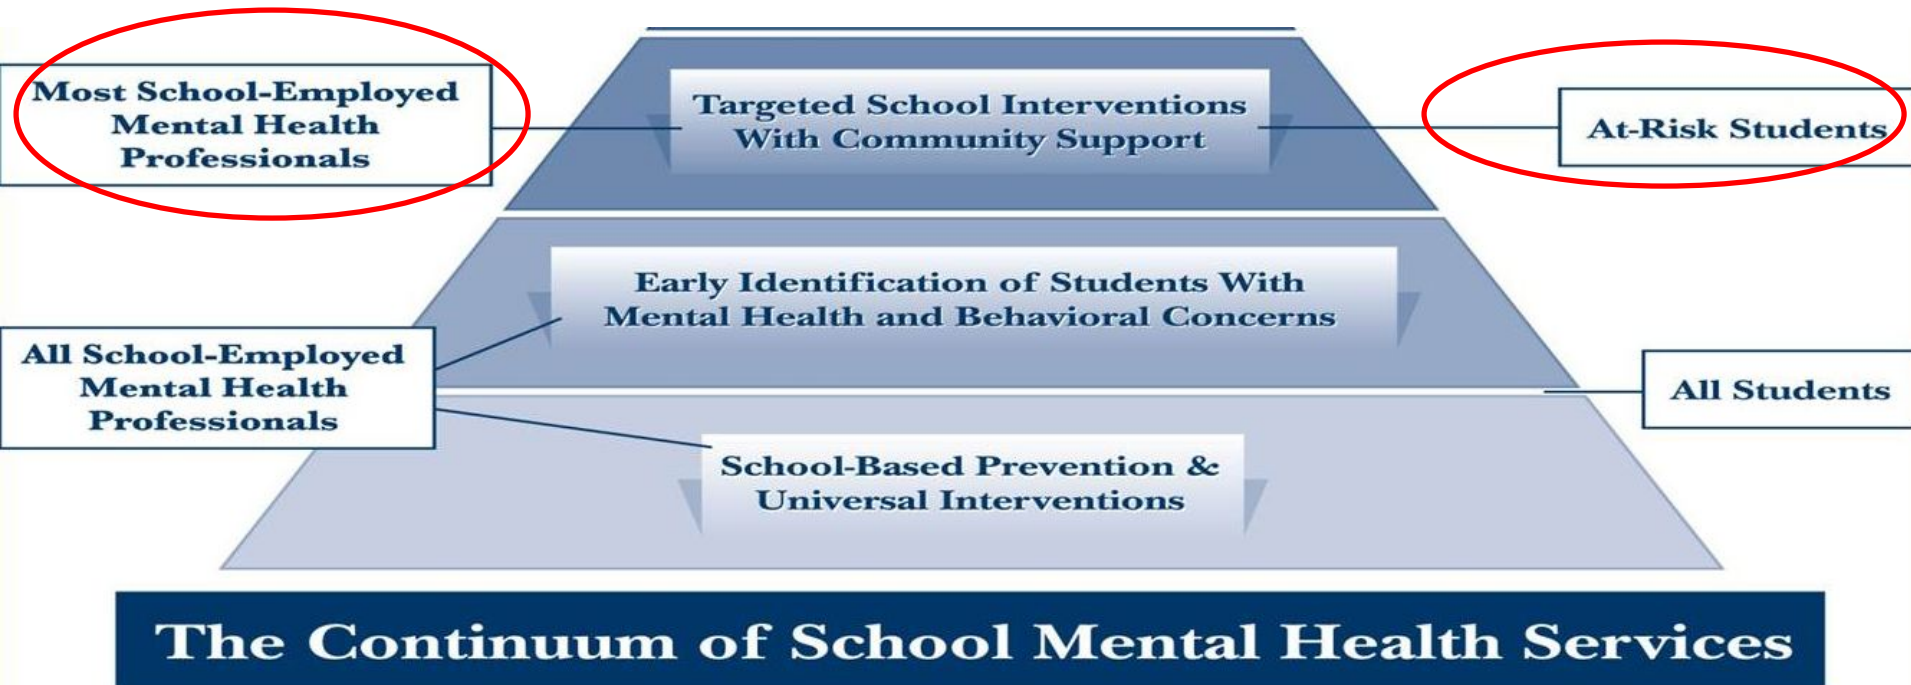 Most School-Employed
Mental Health
Professionals
Targeted School Interventions
With Community Support
At-Risk Students
Early Identification of Students With
Mental Health and Behavioral Concerns
All School-Employed
Mental Health
Professionals
All Students
School-Based Prevention &
Universal Interventions
The Continuum of School Mental Health Services